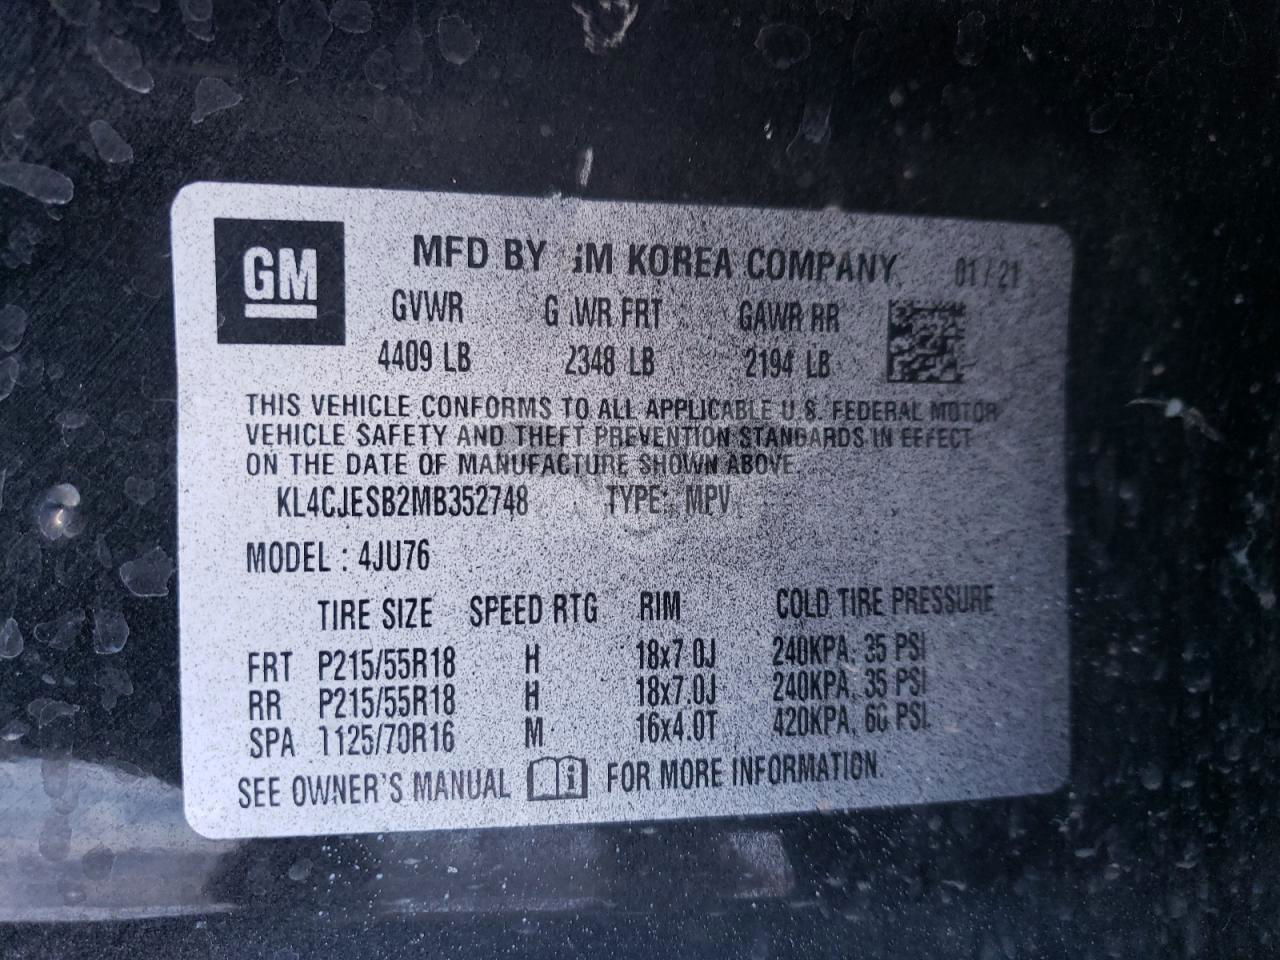 GM
MFD BY GM KOREA COMPANY 01/21
GVWR GAWR FRT GAWR RR
4409 LB 2348 LB 2194 LB
THIS VEHICLE CONFORMS TO ALL APPLICABLE U.S. FEDERAL MOTOR
VEHICLE SAFETY AND THEFT PREVENTION STANDARDS IN EFFECT
ON THE DATE OF MANUFACTURE SHOWN ABOVE.
KL4CJESB2MB352748 TYPE: MPV
MODEL : 4JU76
TIRE SIZE SPEED RTG RIM COLD TIRE PRESSURE
FRT P215/55R18 H 18x7.0J 240KPA, 35 PSI
RR P215/55R18 H 18x7.0J 240KPA, 35 PSI
SPA T125/70R16 M 16x4.0T 420KPA, 60 PSI
SEE OWNER'S MANUAL FOR MORE INFORMATION.